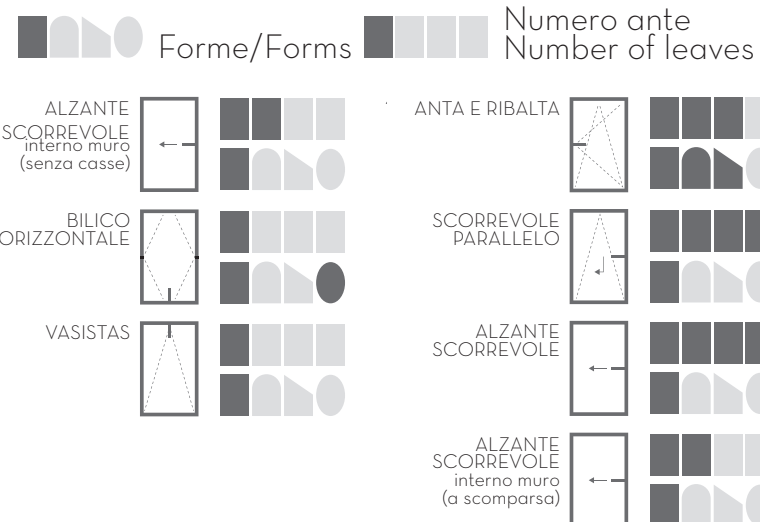 Forme/Forms
Numero ante
Number of leaves
ALZANTE
SCORREVOLE
interno muro
(senza casse)
BILICO
ORIZZONTALE
VASISTAS
ANTA E RIBALTA
SCORREVOLE
PARALLELO
ALZANTE
SCORREVOLE
ALZANTE
SCORREVOLE
interno muro
(a scomparsa)